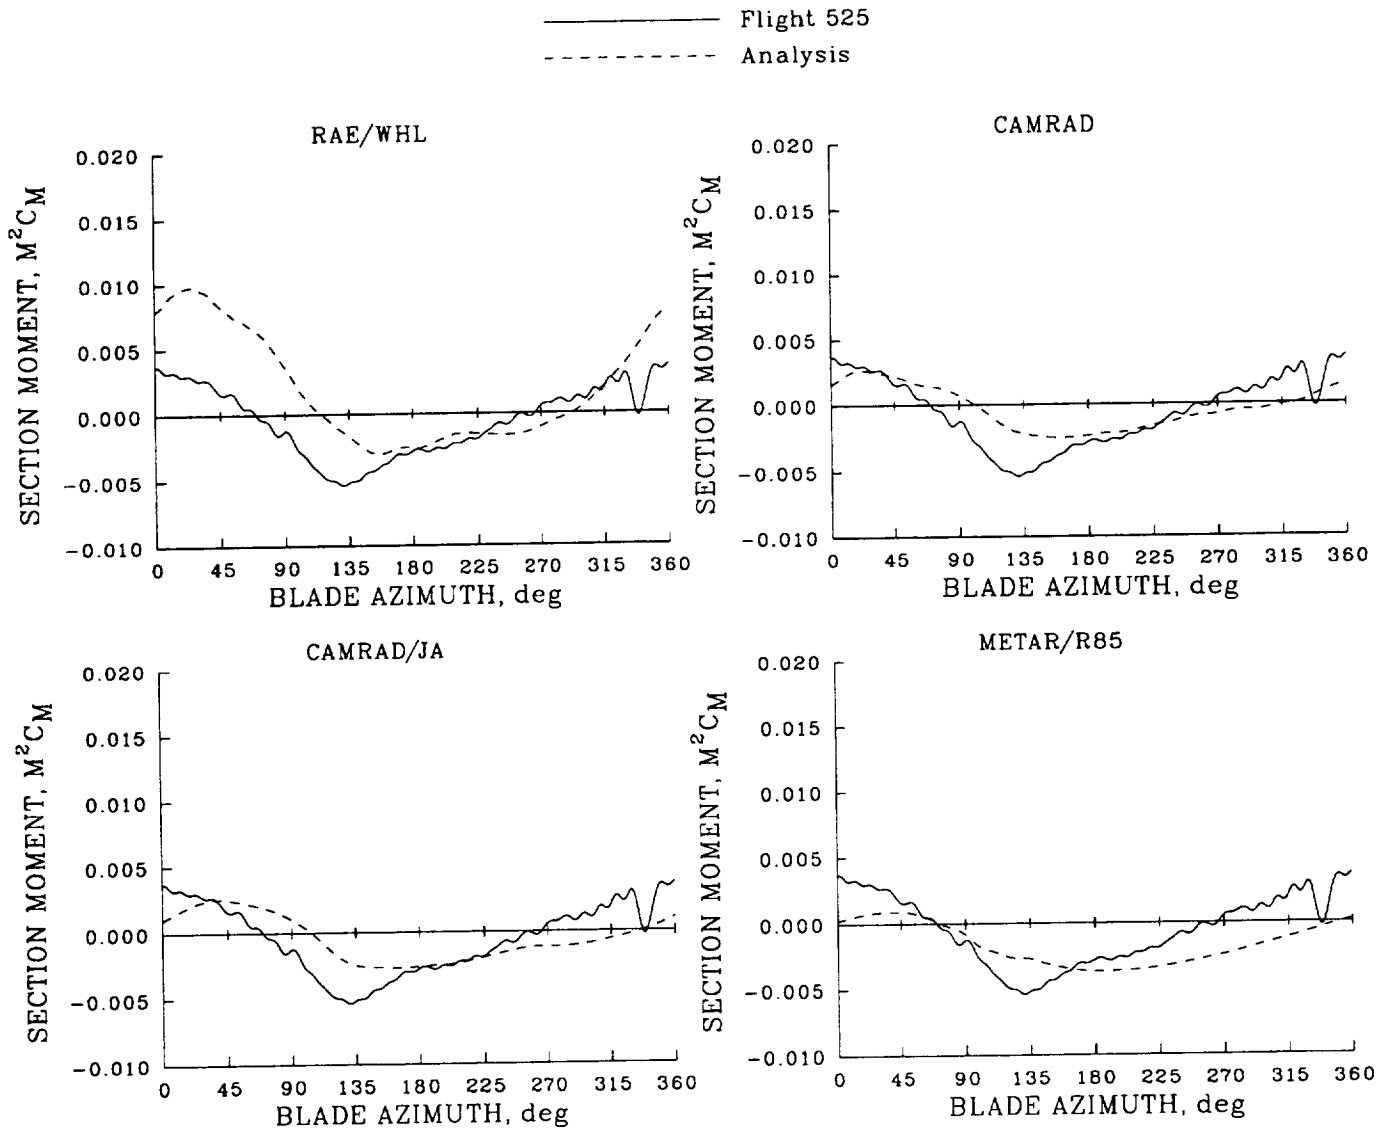 Flight 525
Analysis
RAE/WHL
0.020
0.015
0.010
0.005
0.000
−0.005
−0.010
SECTION MOMENT, M²C_M
0 45 90 135 180 225 270 315 360
BLADE AZIMUTH, deg
CAMRAD
0.020
0.015
0.010
0.005
0.000
−0.005
−0.010
SECTION MOMENT, M²C_M
0 45 90 135 180 225 270 315 360
BLADE AZIMUTH, deg
CAMRAD/JA
0.020
0.015
0.010
0.005
0.000
−0.005
−0.010
SECTION MOMENT, M²C_M
0 45 90 135 180 225 270 315 360
BLADE AZIMUTH, deg
METAR/R85
0.020
0.015
0.010
0.005
0.000
−0.005
−0.010
SECTION MOMENT, M²C_M
0 45 90 135 180 225 270 315 360
BLADE AZIMUTH, deg